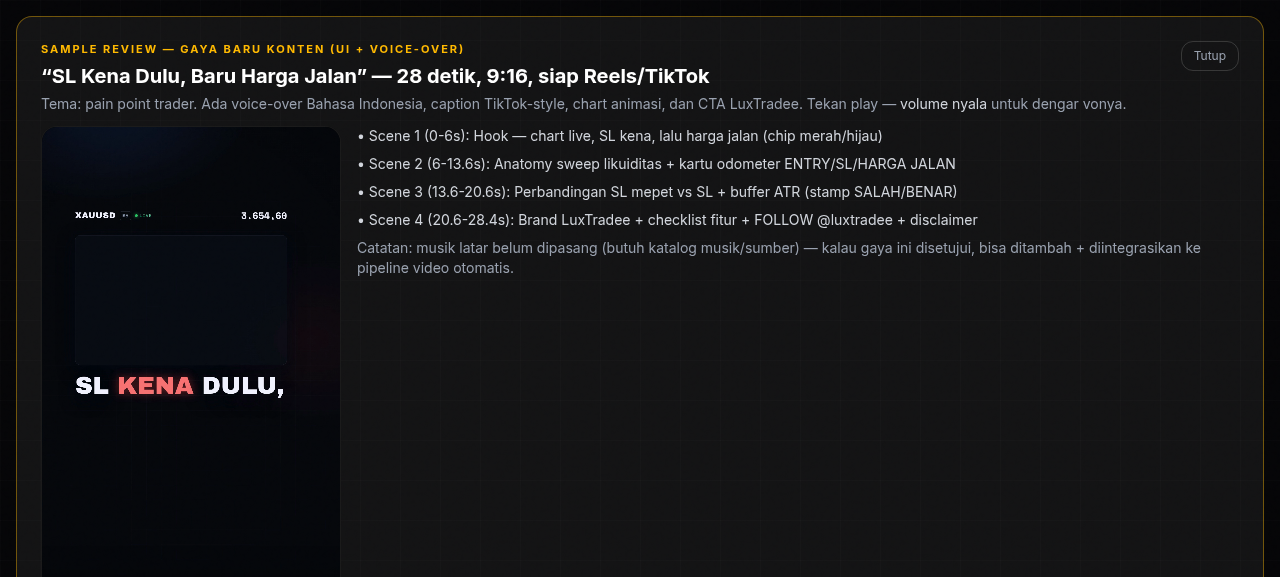 SAMPLE REVIEW — GAYA BARU KONTEN (UI + VOICE-OVER)
Tutup
“SL Kena Dulu, Baru Harga Jalan” — 28 detik, 9:16, siap Reels/TikTok
Tema: pain point trader. Ada voice-over Bahasa Indonesia, caption TikTok-style, chart animasi, dan CTA LuxTradee. Tekan play — volume nyala untuk dengar vonya.
XAUUSD
3.654,60
SL KENA DULU,
• Scene 1 (0-6s): Hook — chart live, SL kena, lalu harga jalan (chip merah/hijau)
• Scene 2 (6-13.6s): Anatomy sweep likuiditas + kartu odometer ENTRY/SL/HARGA JALAN
• Scene 3 (13.6-20.6s): Perbandingan SL mepet vs SL + buffer ATR (stamp SALAH/BENAR)
• Scene 4 (20.6-28.4s): Brand LuxTradee + checklist fitur + FOLLOW @luxtradee + disclaimer
Catatan: musik latar belum dipasang (butuh katalog musik/sumber) — kalau gaya ini disetujui, bisa ditambah + diintegrasikan ke
pipeline video otomatis.